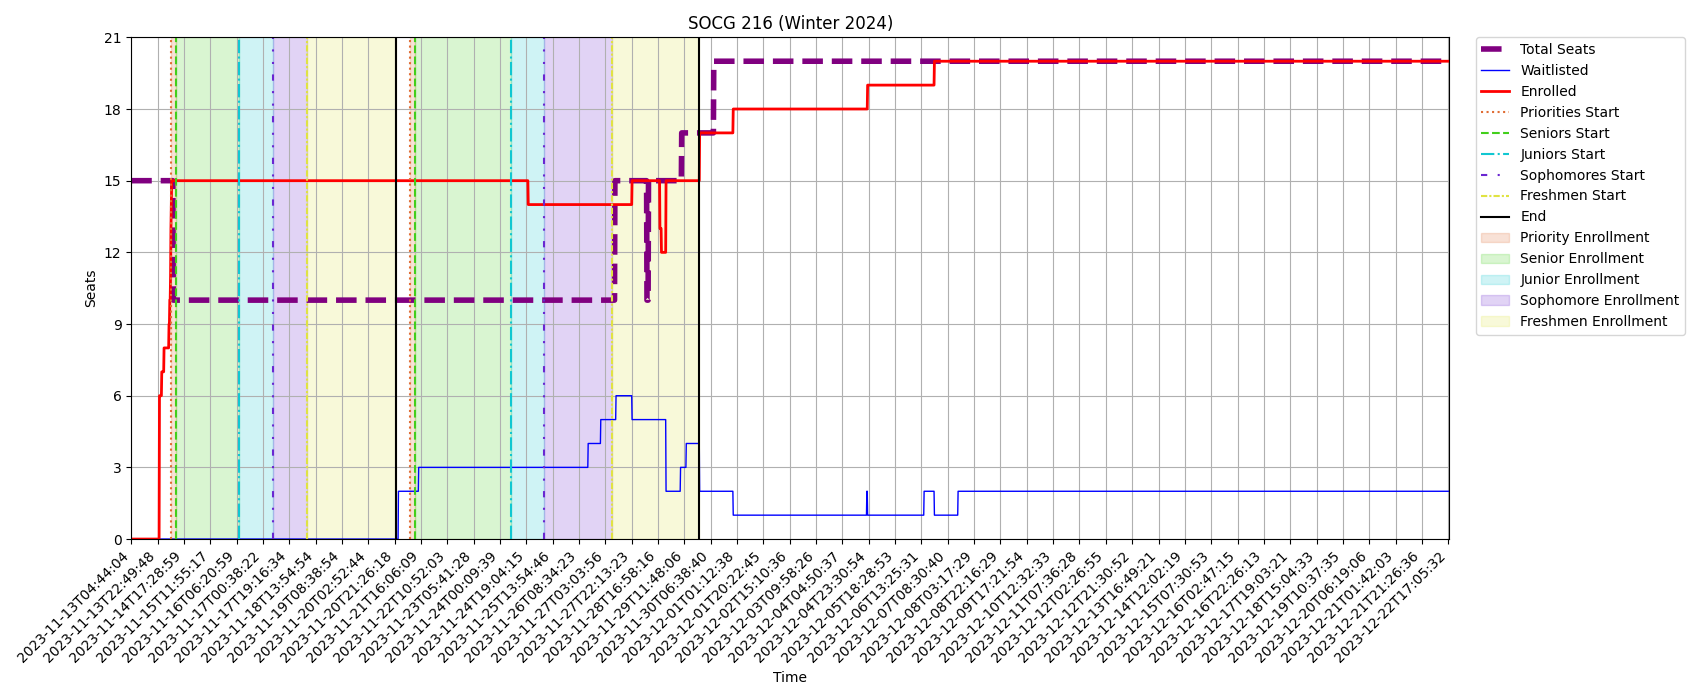 SOCG 216 (Winter 2024)
21
18
15
12
9
6
3
0
Seats
2023-11-13T04:44:04
2023-11-13T22:49:48
2023-11-14T17:28:59
2023-11-15T11:55:17
2023-11-16T06:20:59
2023-11-17T00:38:22
2023-11-17T19:16:34
2023-11-18T13:54:54
2023-11-19T08:38:54
2023-11-20T02:52:44
2023-11-20T21:26:18
2023-11-21T16:06:09
2023-11-22T10:52:03
2023-11-23T05:41:28
2023-11-24T00:09:39
2023-11-24T19:04:15
2023-11-25T13:54:46
2023-11-26T08:34:23
2023-11-27T03:03:56
2023-11-27T22:13:23
2023-11-28T16:58:16
2023-11-29T11:48:06
2023-11-30T06:38:40
2023-12-01T01:12:38
2023-12-01T20:22:45
2023-12-02T15:10:36
2023-12-03T09:58:26
2023-12-04T04:50:37
2023-12-04T23:30:54
2023-12-05T18:28:53
2023-12-06T13:25:31
2023-12-07T08:30:40
2023-12-08T03:17:29
2023-12-08T22:16:29
2023-12-09T17:21:54
2023-12-10T12:32:33
2023-12-11T07:36:28
2023-12-12T02:26:55
2023-12-12T21:30:52
2023-12-13T16:49:21
2023-12-14T12:02:19
2023-12-15T07:30:53
2023-12-16T02:47:15
2023-12-16T22:26:13
2023-12-17T19:03:21
2023-12-18T15:04:33
2023-12-19T10:37:35
2023-12-20T06:19:06
2023-12-21T01:42:03
2023-12-21T21:26:36
2023-12-22T17:05:32
Time
Total Seats
Waitlisted
Enrolled
Priorities Start
Seniors Start
Juniors Start
Sophomores Start
Freshmen Start
End
Priority Enrollment
Senior Enrollment
Junior Enrollment
Sophomore Enrollment
Freshmen Enrollment